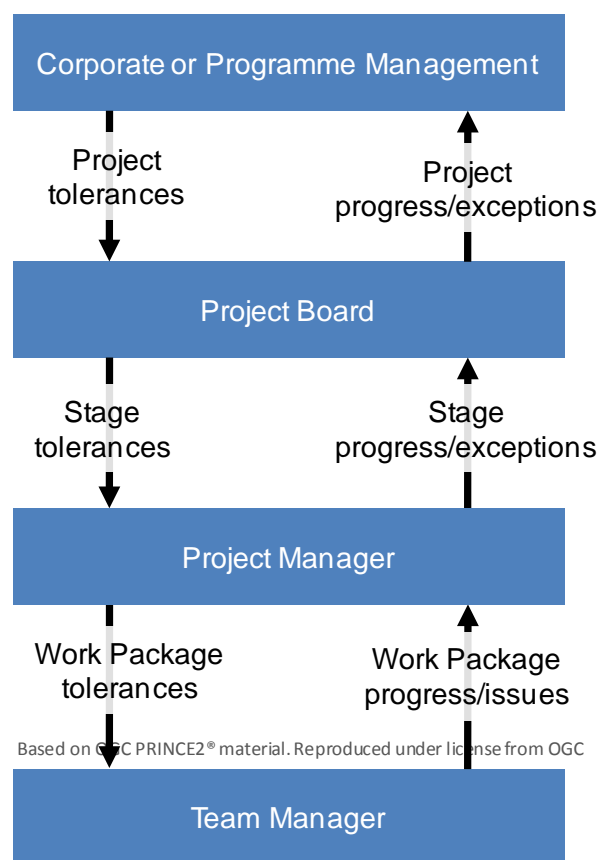 Corporate or Programme Management
Project
tolerances
Project
progress/exceptions
Project Board
Stage
tolerances
Stage
progress/exceptions
Project Manager
Work Package
tolerances
Work Package
progress/issues
Based on OGC PRINCE2® material. Reproduced under license from OGC
Team Manager